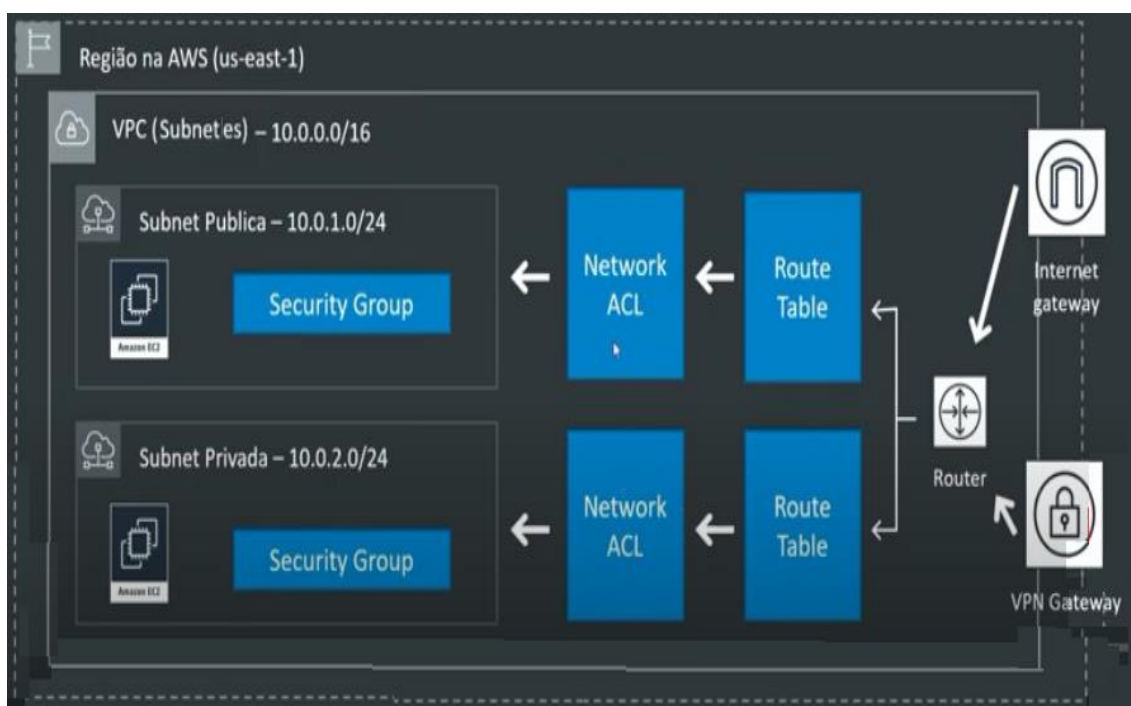 Região na AWS (us-east-1)
VPC (Subnet es) – 10.0.0.0/16
Subnet Publica – 10.0.1.0/24
Amazon EC2
Security Group
Network
ACL
Route
Table
Internet
gateway
Router
Subnet Privada – 10.0.2.0/24
Amazon EC2
Security Group
Network
ACL
Route
Table
VPN Gateway